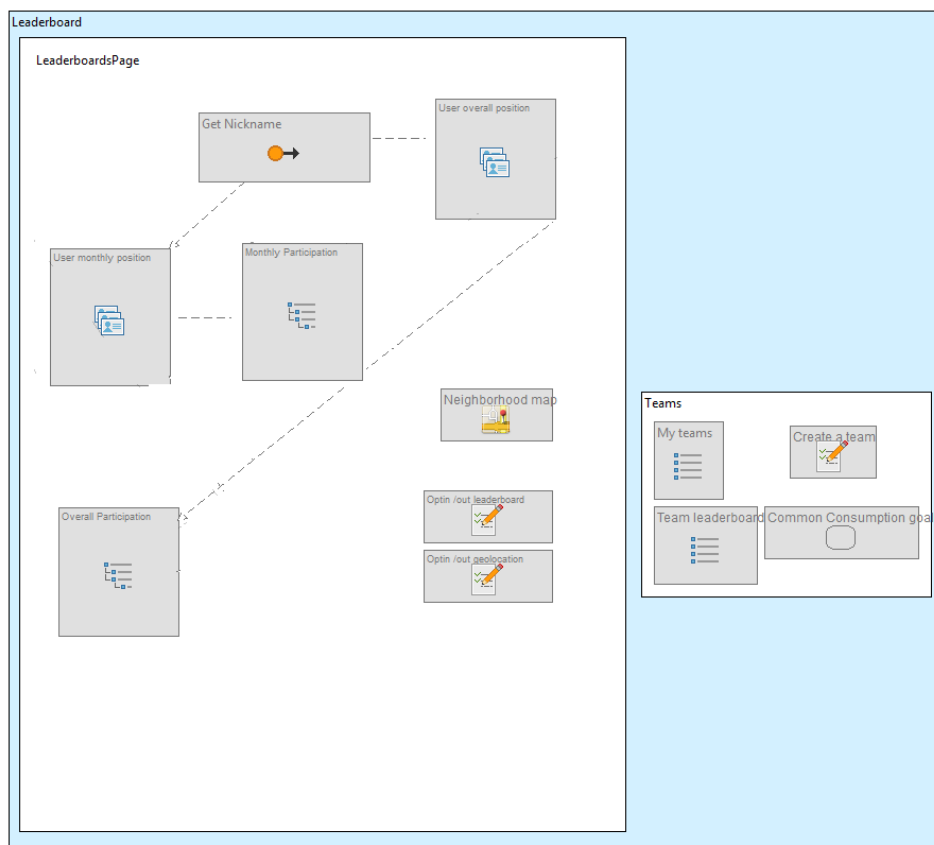 Leaderboard
LeaderboardsPage
User overall position
Get Nickname
User monthly position
Monthly Participation
Neighborhood map
Teams
My teams
Create a team
Optin /out leaderboard
Overall Participation
Team leaderboard
Common Consumption goal
Optin /out geolocation